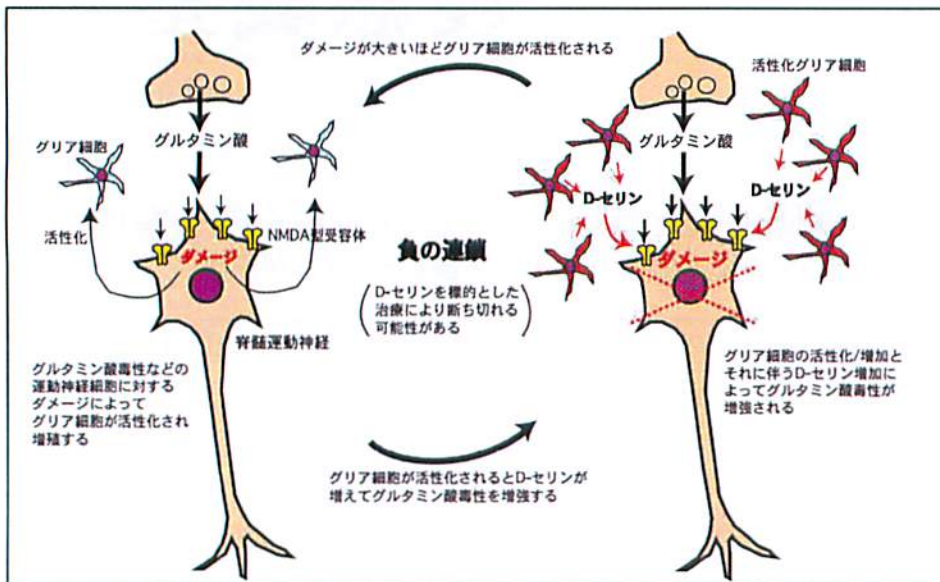 ダメージが大きいほどグリア細胞が活性化される
活性化グリア細胞
グリア細胞
グルタミン酸
グルタミン酸
D-セリン
D-セリン
活性化
NMDA型受容体
ダメージ
ダメージ
負の連鎖
D-セリンを標的とした
治療により断ち切れる
可能性がある
脊髄運動神経
グルタミン酸毒性などの
運動神経細胞に対する
ダメージによって
グリア細胞が活性化され
増殖する
グリア細胞の活性化/増加と
それに伴うD-セリン増加に
よってグルタミン酸毒性が
増強される
グリア細胞が活性化されるとD-セリンが
増えてグルタミン酸毒性を増強する